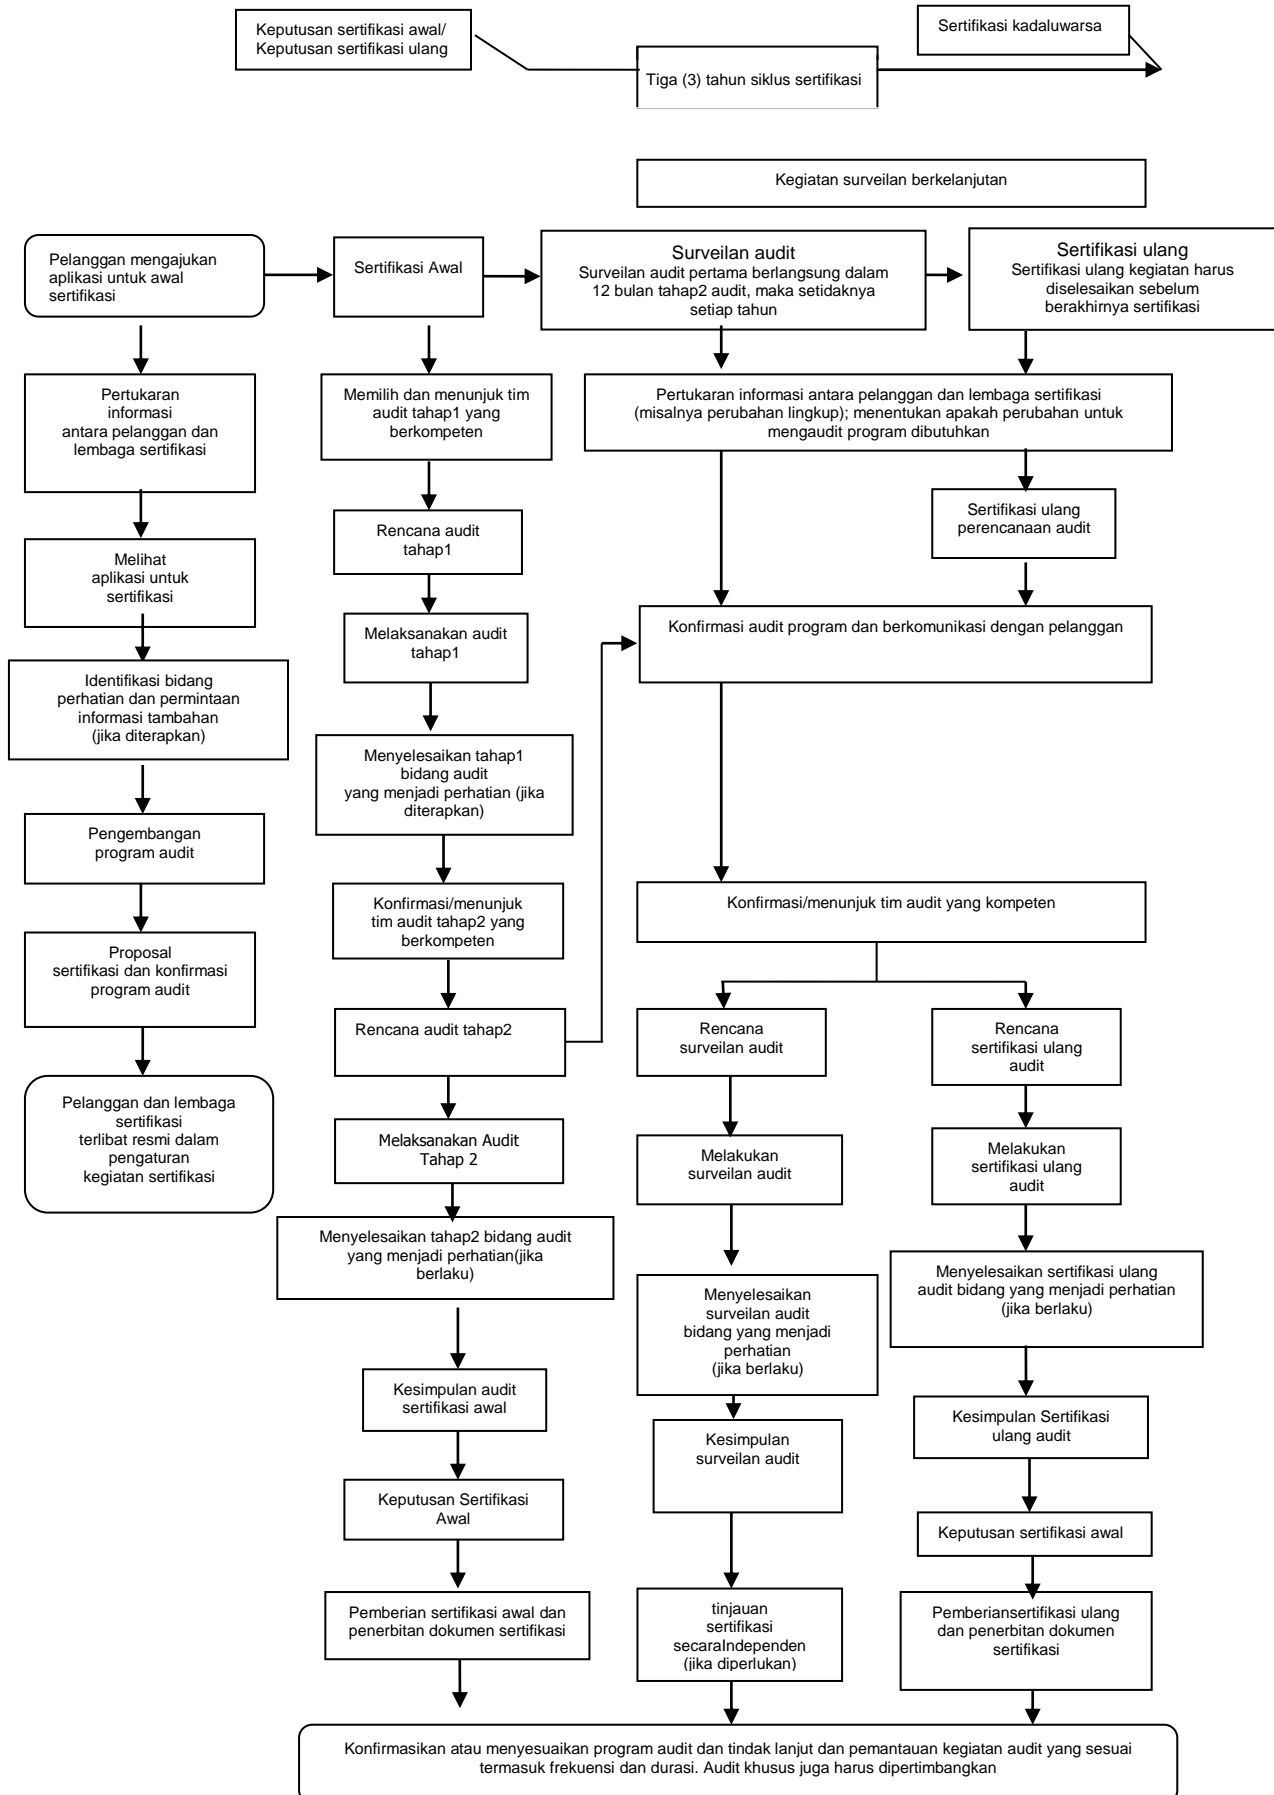 Keputusan sertifikasi awal/
Keputusan sertifikasi ulang
Sertifikasi kadaluwarsa
Tiga (3) tahun siklus sertifikasi
Kegiatan surveilan berkelanjutan
Pelanggan mengajukan
aplikasi untuk awal
sertifikasi
Sertifikasi Awal
Surveilan audit
Surveilan audit pertama berlangsung dalam
12 bulan tahap2 audit, maka setidaknya
setiap tahun
Sertifikasi ulang
Sertifikasi ulang kegiatan harus
diselesaikan sebelum
berakhirnya sertifikasi
Pertukaran
informasi
antara pelanggan dan
lembaga sertifikasi
Memilih dan menunjuk tim
audit tahap1 yang
berkompeten
Pertukaran informasi antara pelanggan dan lembaga sertifikasi
(misalnya perubahan lingkup); menentukan apakah perubahan untuk
mengaudit program dibutuhkan
Rencana audit
tahap1
Sertifikasi ulang
perencanaan audit
Melihat
aplikasi untuk
sertifikasi
Melaksanakan audit
tahap1
Konfirmasi audit program dan berkomunikasi dengan pelanggan
Identifikasi bidang
perhatian dan permintaan
informasi tambahan
(jika diterapkan)
Menyelesaikan tahap1
bidang audit
yang menjadi perhatian (jika
diterapkan)
Pengembangan
program audit
Konfirmasi/menunjuk
tim audit tahap2 yang
berkompeten
Konfirmasi/menunjuk tim audit yang kompeten
Proposal
sertifikasi dan konfirmasi
program audit
Rencana audit tahap2
Rencana
surveilan audit
Rencana
sertifikasi ulang
audit
Pelanggan dan lembaga
sertifikasi
terlibat resmi dalam
pengaturan
kegiatan sertifikasi
Melaksanakan Audit
Tahap 2
Melakukan
surveilan audit
Melakukan
sertifikasi ulang
audit
Menyelesaikan tahap2 bidang audit
yang menjadi perhatian(jika
berlaku)
Menyelesaikan
surveilan audit
bidang yang menjadi
perhatian
(jika berlaku)
Menyelesaikan sertifikasi ulang
audit bidang yang menjadi perhatian
(jika berlaku)
Kesimpulan audit
sertifikasi awal
Kesimpulan
surveilan audit
Kesimpulan Sertifikasi
ulang audit
Keputusan Sertifikasi
Awal
Keputusan sertifikasi awal
Pemberian sertifikasi awal dan
penerbitan dokumen sertifikasi
tinjauan
sertifikasi
secaraIndependen
(jika diperlukan)
Pemberiansertifikasi ulang
dan penerbitan dokumen
sertifikasi
Konfirmasikan atau menyesuaikan program audit dan tindak lanjut dan pemantauan kegiatan audit yang sesuai
termasuk frekuensi dan durasi. Audit khusus juga harus dipertimbangkan